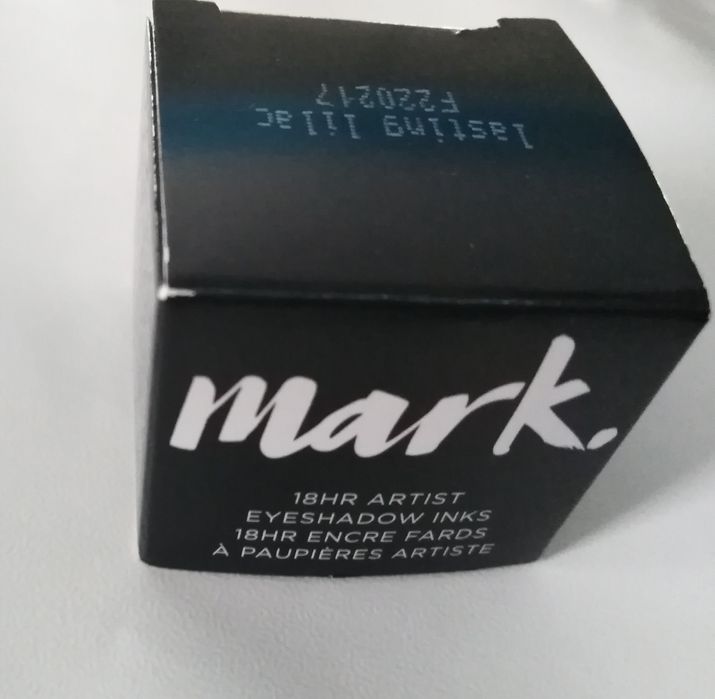 lasting lilac
F220217
mark.
18HR ARTIST
EYESHADOW INKS
18HR ENCRE FARDS
À PAUPIÈRES ARTISTE